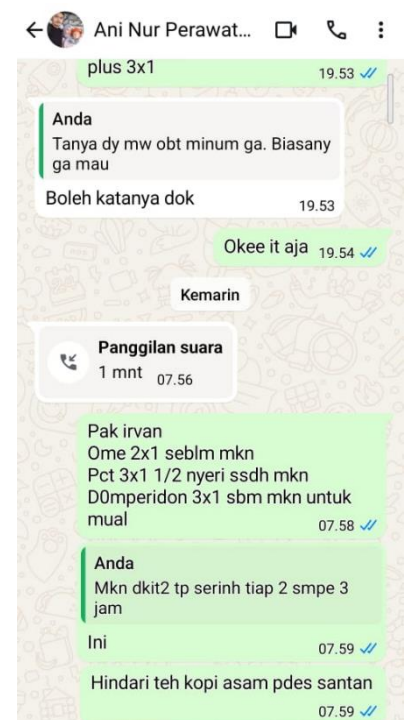 Ani Nur Perawat...
plus 3x1
19.53
Anda
Tanya dy mw obt minum ga. Biasany
ga mau
Boleh katanya dok
19.53
Okee it aja 19.54
Kemarin
Panggilan suara
1 mnt 07.56
Pak irvan
Ome 2x1 seblm mkn
Pct 3x1 1/2 nyeri ssdh mkn
D0mperidon 3x1 sbm mkn untuk
mual
07.58
Anda
Mkn dkit2 tp serinh tiap 2 smpe 3
jam
Ini
07.59
Hindari teh kopi asam pdes santan
07.59